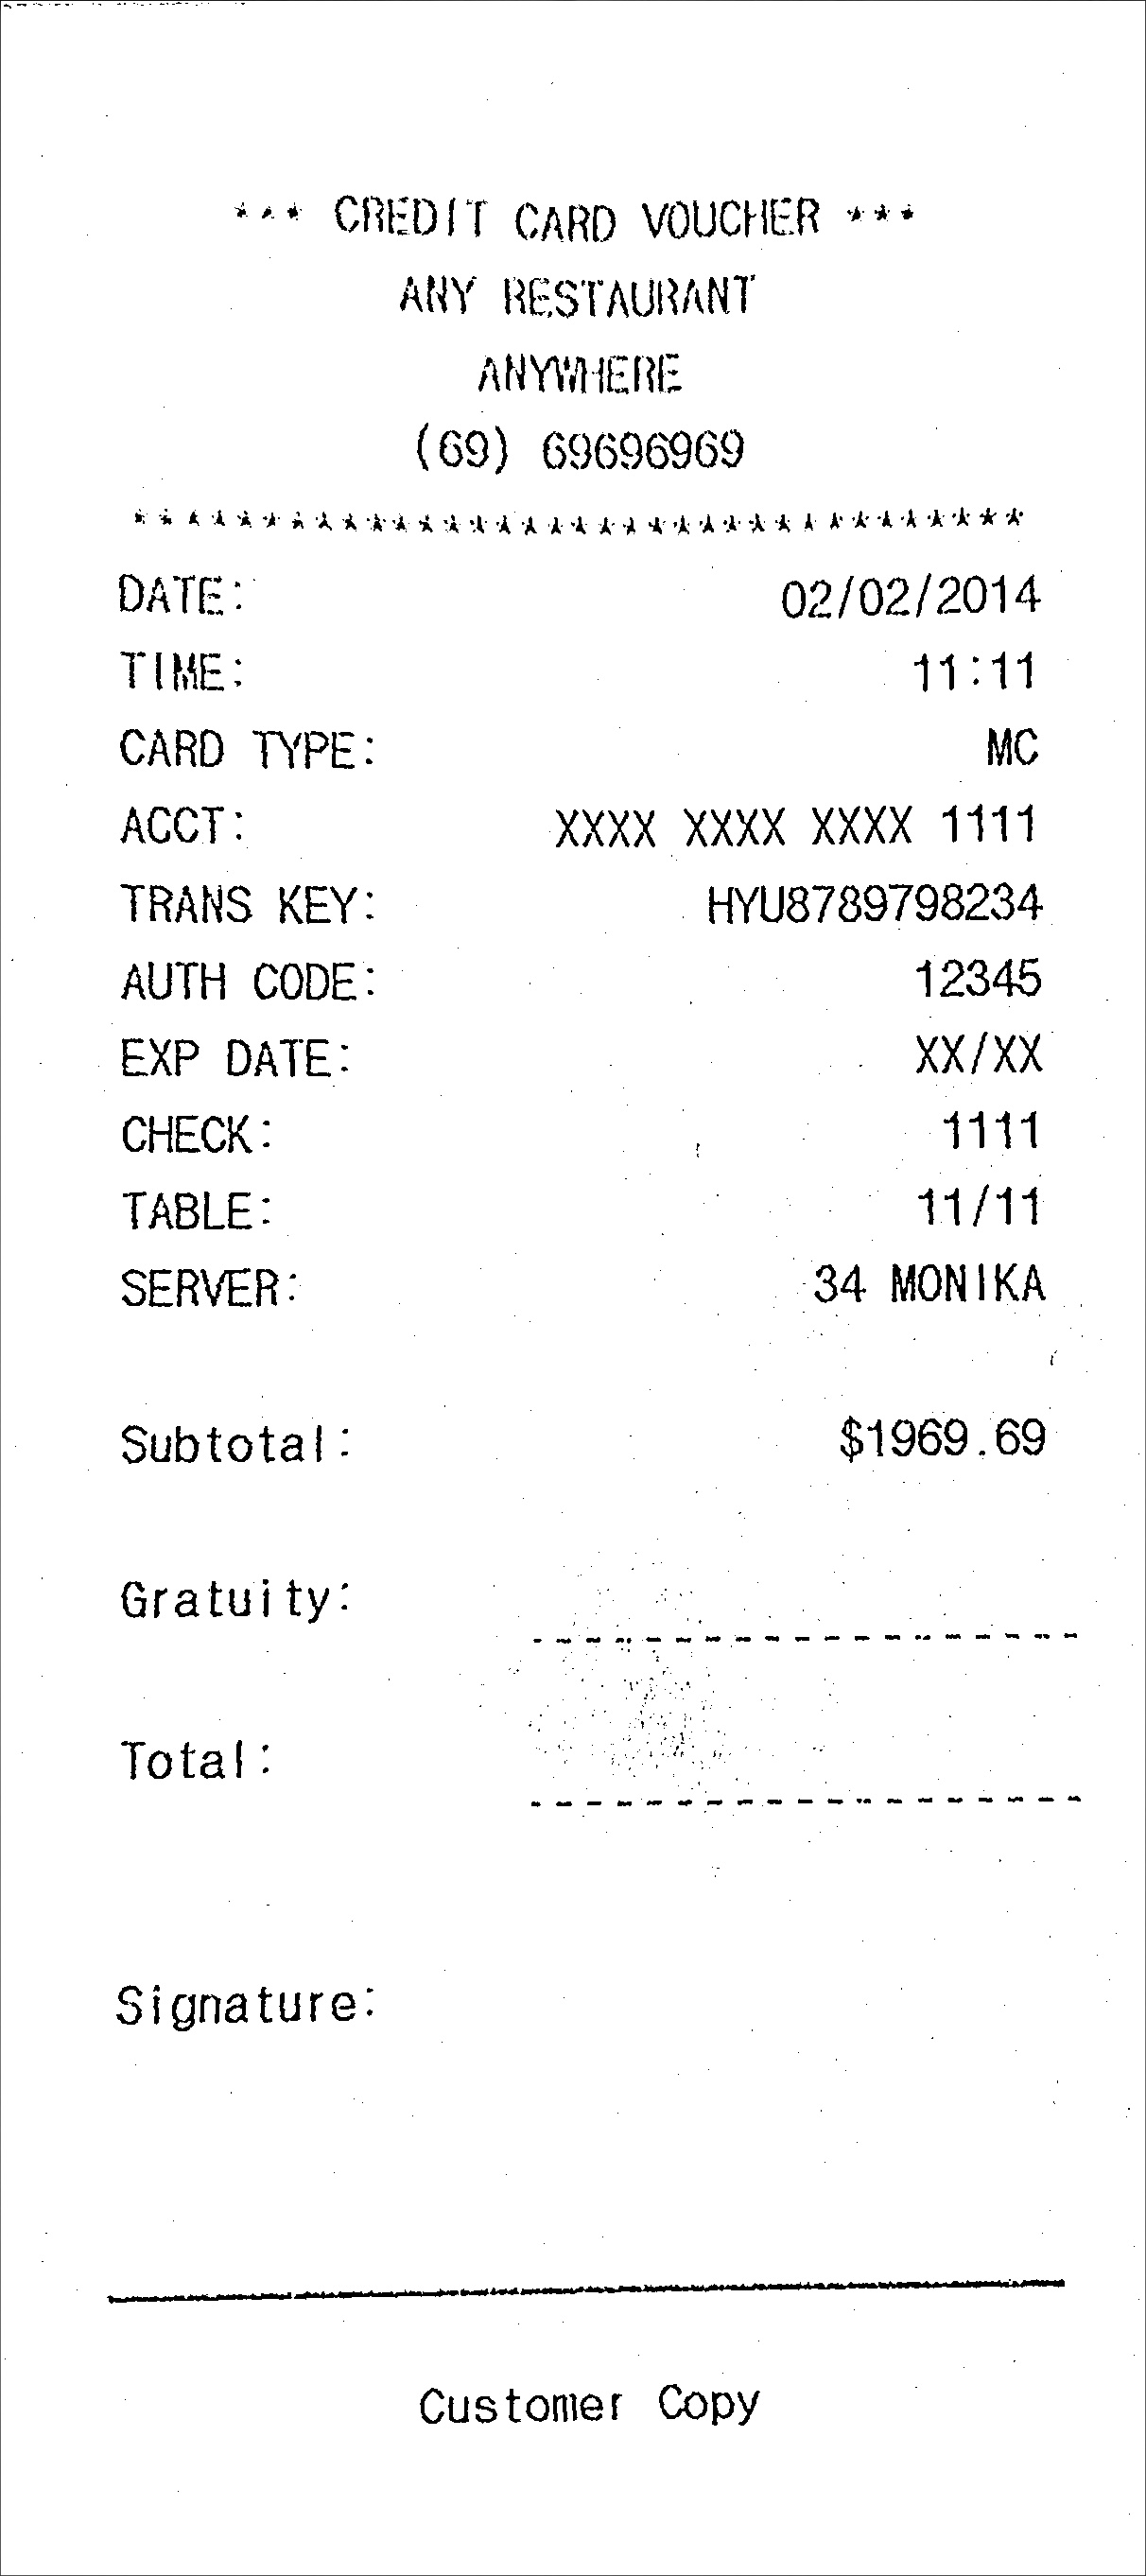 *** CREDIT CARD VOUCHER ***
ANY RESTAURANT
ANYWHERE
(69) 69696969
***********************************
DATE: 02/02/2014
TIME: 11:11
CARD TYPE: MC
ACCT: XXXX XXXX XXXX 1111
TRANS KEY: HYU8789798234
AUTH CODE: 12345
EXP DATE: XX/XX
CHECK: 1111
TABLE: 11/11
SERVER: 34 MONIKA
Subtotal: $1969.69
Gratuity:
Total:
Signature:
Customer Copy